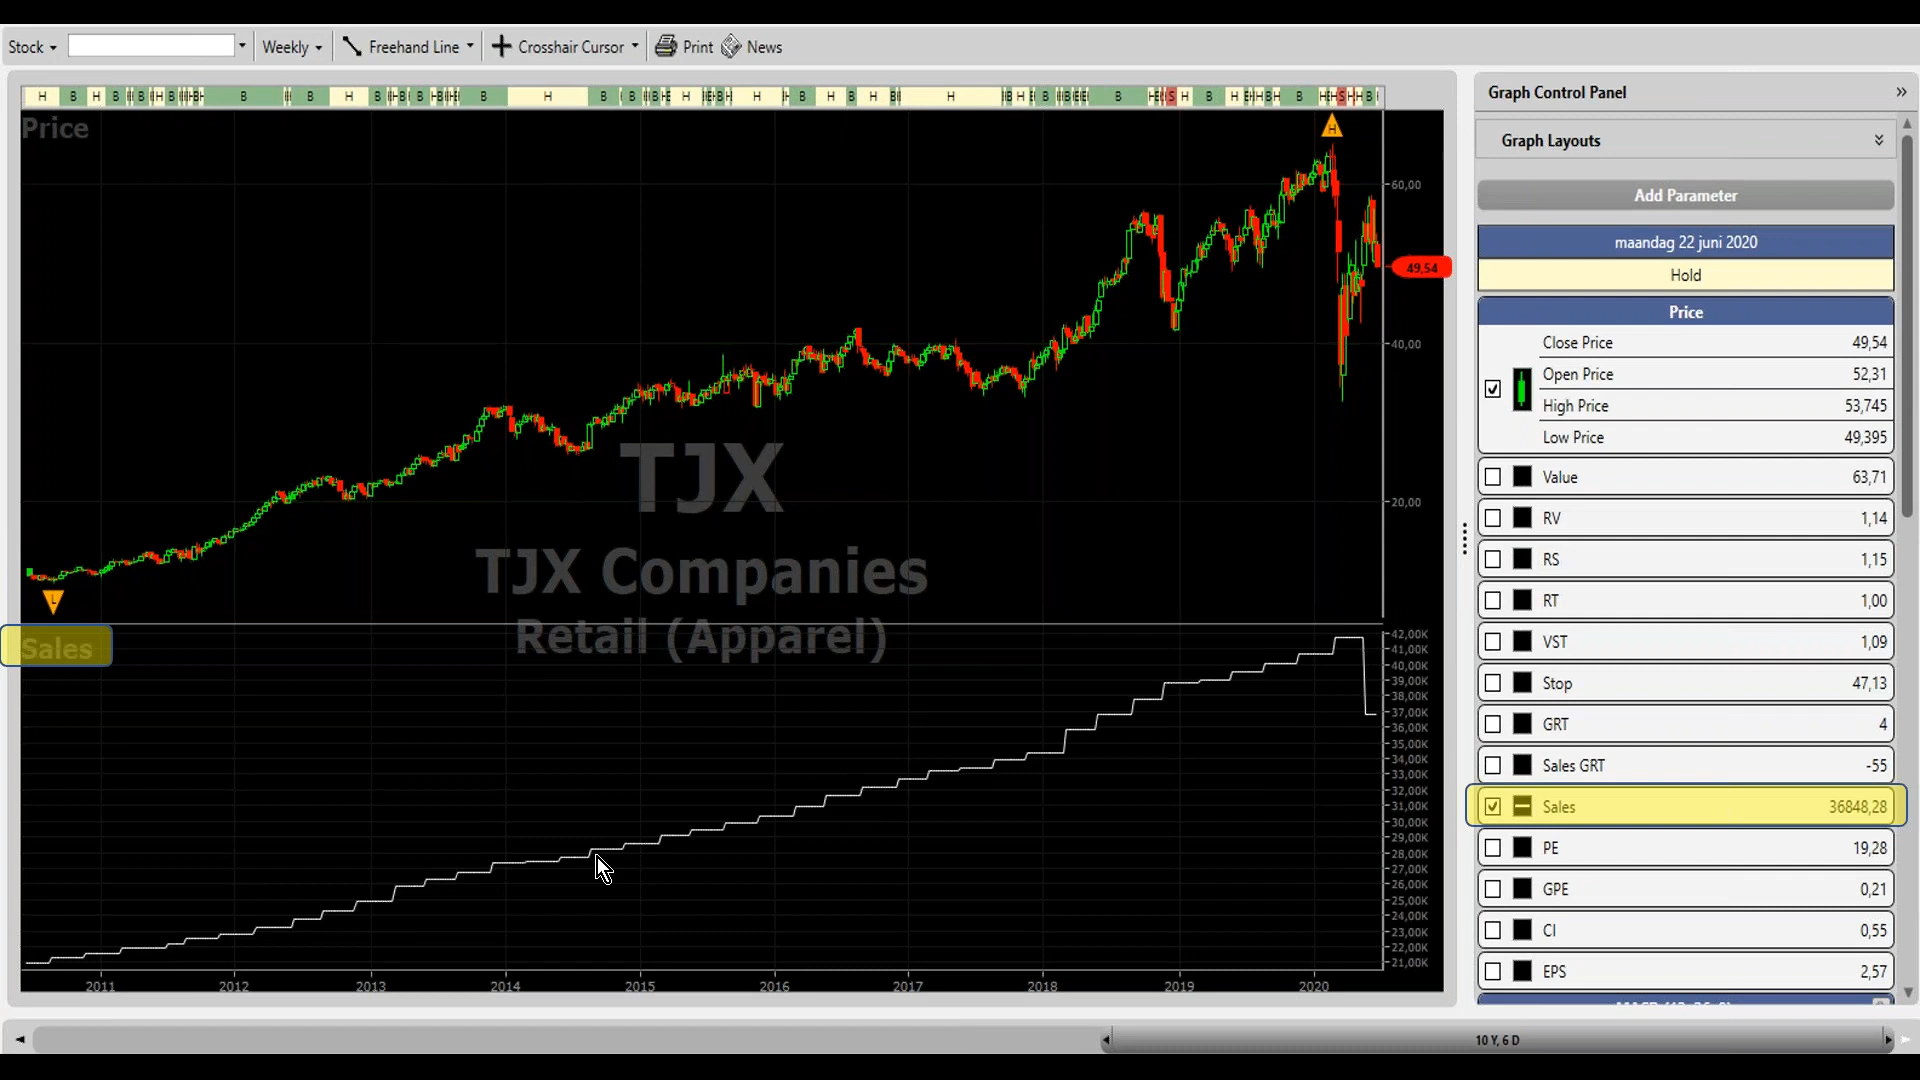 Stock
Weekly
Freehand Line
Crosshair Cursor
Print
News
H B H B B H B B B H B B B B H B B B H B H B H B H B H B B S H B H H B B H S H B
Price
H
60,00
49,54
40,00
20,00
L
TJX
TJX Companies
Retail (Apparel)
Sales
42,00K
41,00K
40,00K
39,00K
38,00K
37,00K
36,00K
35,00K
34,00K
33,00K
32,00K
31,00K
30,00K
29,00K
28,00K
27,00K
26,00K
25,00K
24,00K
23,00K
22,00K
21,00K
2011 2012 2013 2014 2015 2016 2017 2018 2019 2020
10 Y, 6 D
Graph Control Panel
Graph Layouts
Add Parameter
maandag 22 juni 2020
Hold
Price
Close Price 49,54
Open Price 52,31
High Price 53,745
Low Price 49,395
Value 63,71
RV 1,14
RS 1,15
RT 1,00
VST 1,09
Stop 47,13
GRT 4
Sales GRT -55
Sales 36848,28
PE 19,28
GPE 0,21
CI 0,55
EPS 2,57